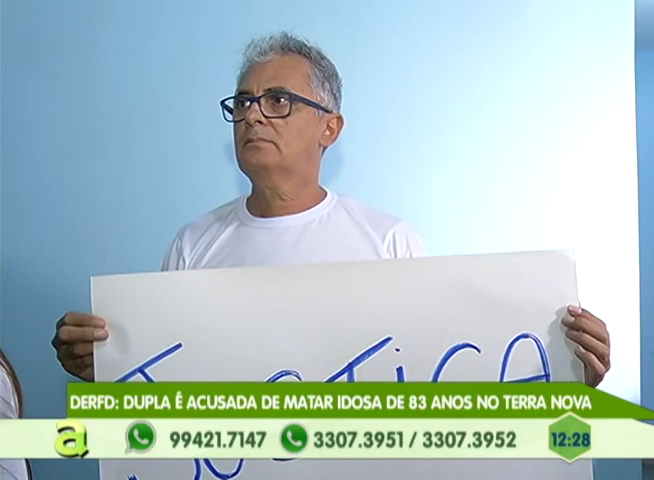 JUSTIÇA
DERFD: DUPLA É ACUSADA DE MATAR IDOSA DE 83 ANOS NO TERRA NOVA
a 99421.7147 3307.3951 / 3307.3952 12:28